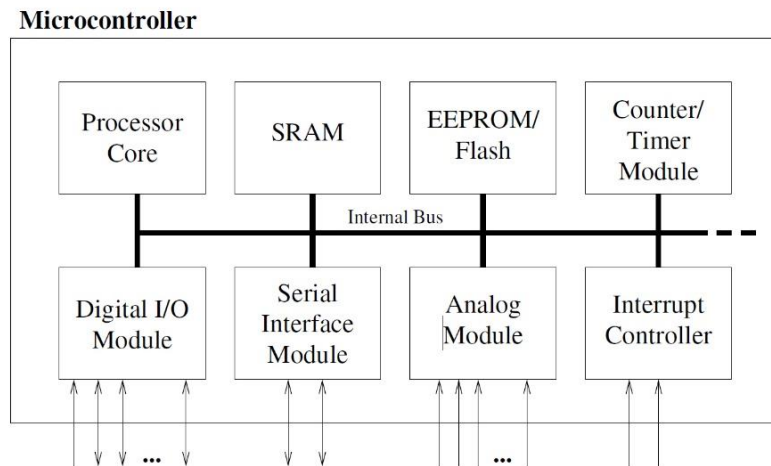 Microcontroller
Processor
Core
SRAM
EEPROM/
Flash
Counter/
Timer
Module
Internal Bus
Digital I/O
Module
Serial
Interface
Module
Analog
Module
Interrupt
Controller
...
...